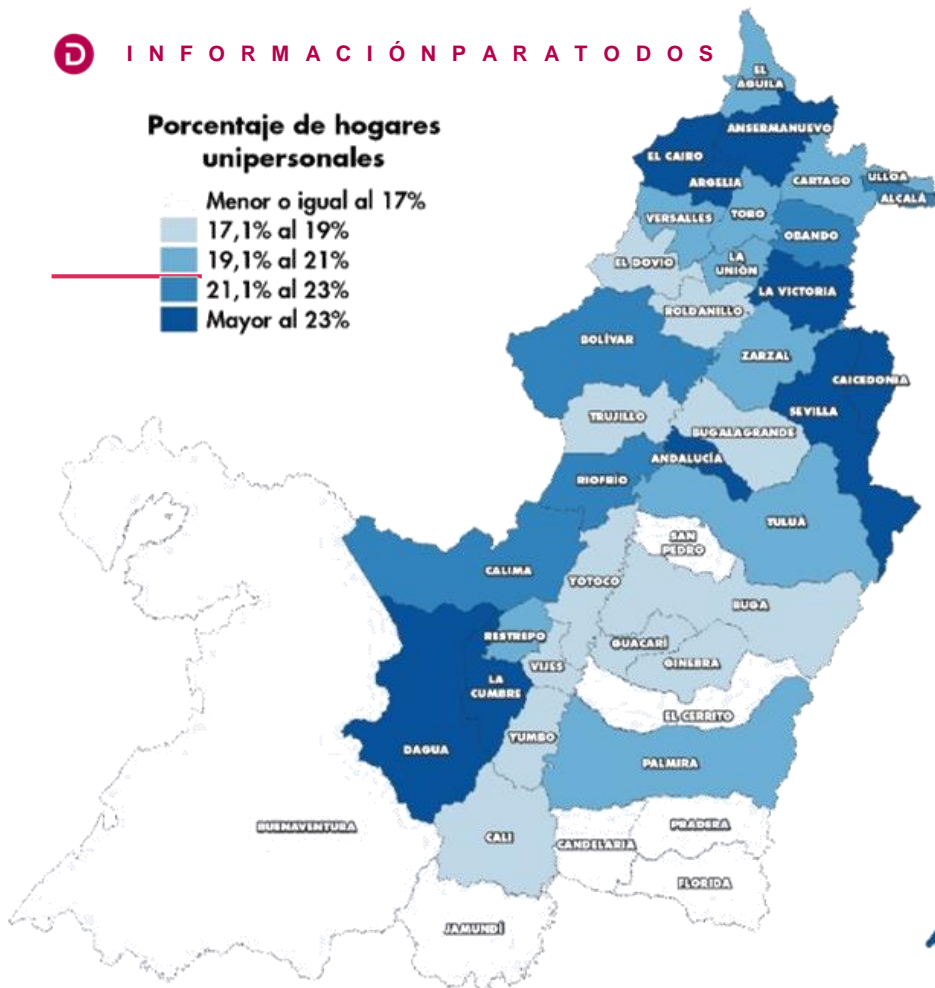 D INFORMACIÓNPARATODOS
Porcentaje de hogares
unipersonales
Menor o igual al 17%
17,1% al 19%
19,1% al 21%
21,1% al 23%
Mayor al 23%
EL
ÁGUILA
ANSERMANUEVO
EL CAIRO
ARGELIA
CARTAGO
ULLOA
ALCALÁ
VERSALLES
TORO
OBANDO
EL DOVIO
LA
UNIÓN
LA VICTORIA
ROLDANILLO
BOLÍVAR
ZARZAL
CAICEDONIA
SEVILLA
TRUJILLO
BUGALAGRANDE
ANDALUCÍA
RIOFRÍO
TULUÁ
SAN
PEDRO
CALIMA
YOTOCO
BUGA
RESTREPO
GUACARÍ
VIJES
GINEBRA
LA
CUMBRE
EL CERRITO
YUMBO
DAGUA
PALMIRA
BUENAVENTURA
CALI
CANDELARIA
PRADERA
FLORIDA
JAMUNDÍ